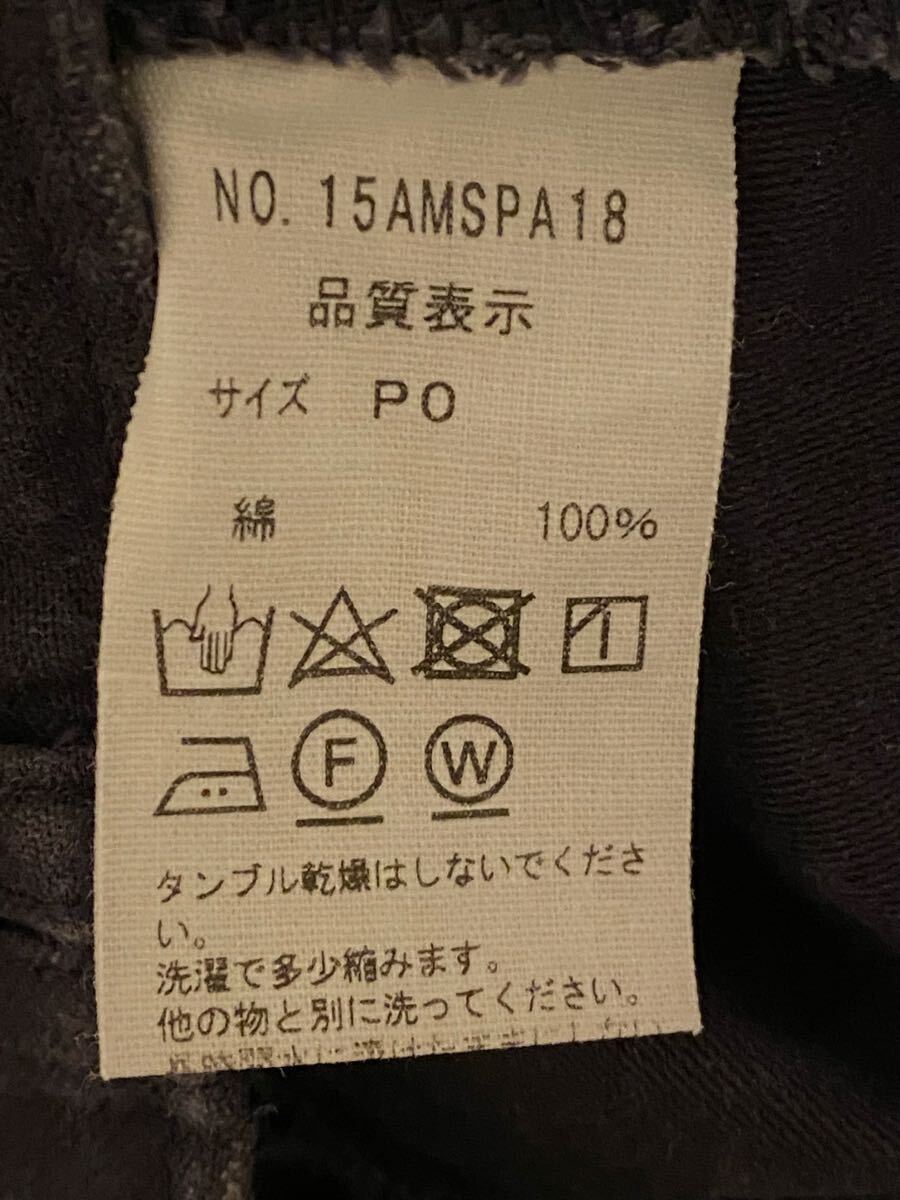 NO. 15AMSPA18
品質表示
サイズ PO
綿 100%
F W
タンブル乾燥はしないでくださ
い。
洗濯で多少縮みます。
他の物と別に洗ってください。